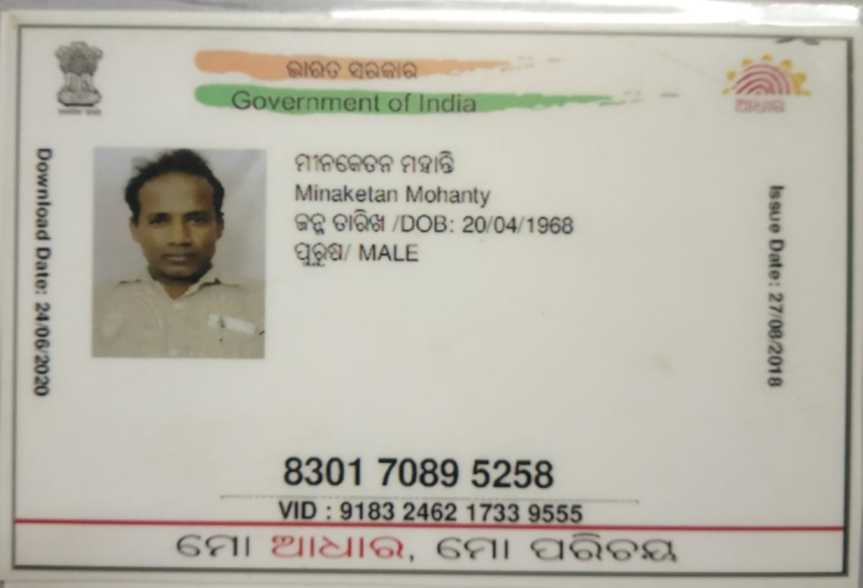 ଭାରତ ସରକାର
Government of India
ଆଧାର
Download Date: 24/06/2020
ମୀନକେତନ ମହାନ୍ତି
Minaketan Mohanty
ଜନ୍ମ ତାରିଖ /DOB: 20/04/1968
ପୁରୁଷ/ MALE
Issue Date: 27/08/2018
8301 7089 5258
VID : 9183 2462 1733 9555
ମୋ ଆଧାର, ମୋ ପରିଚୟ